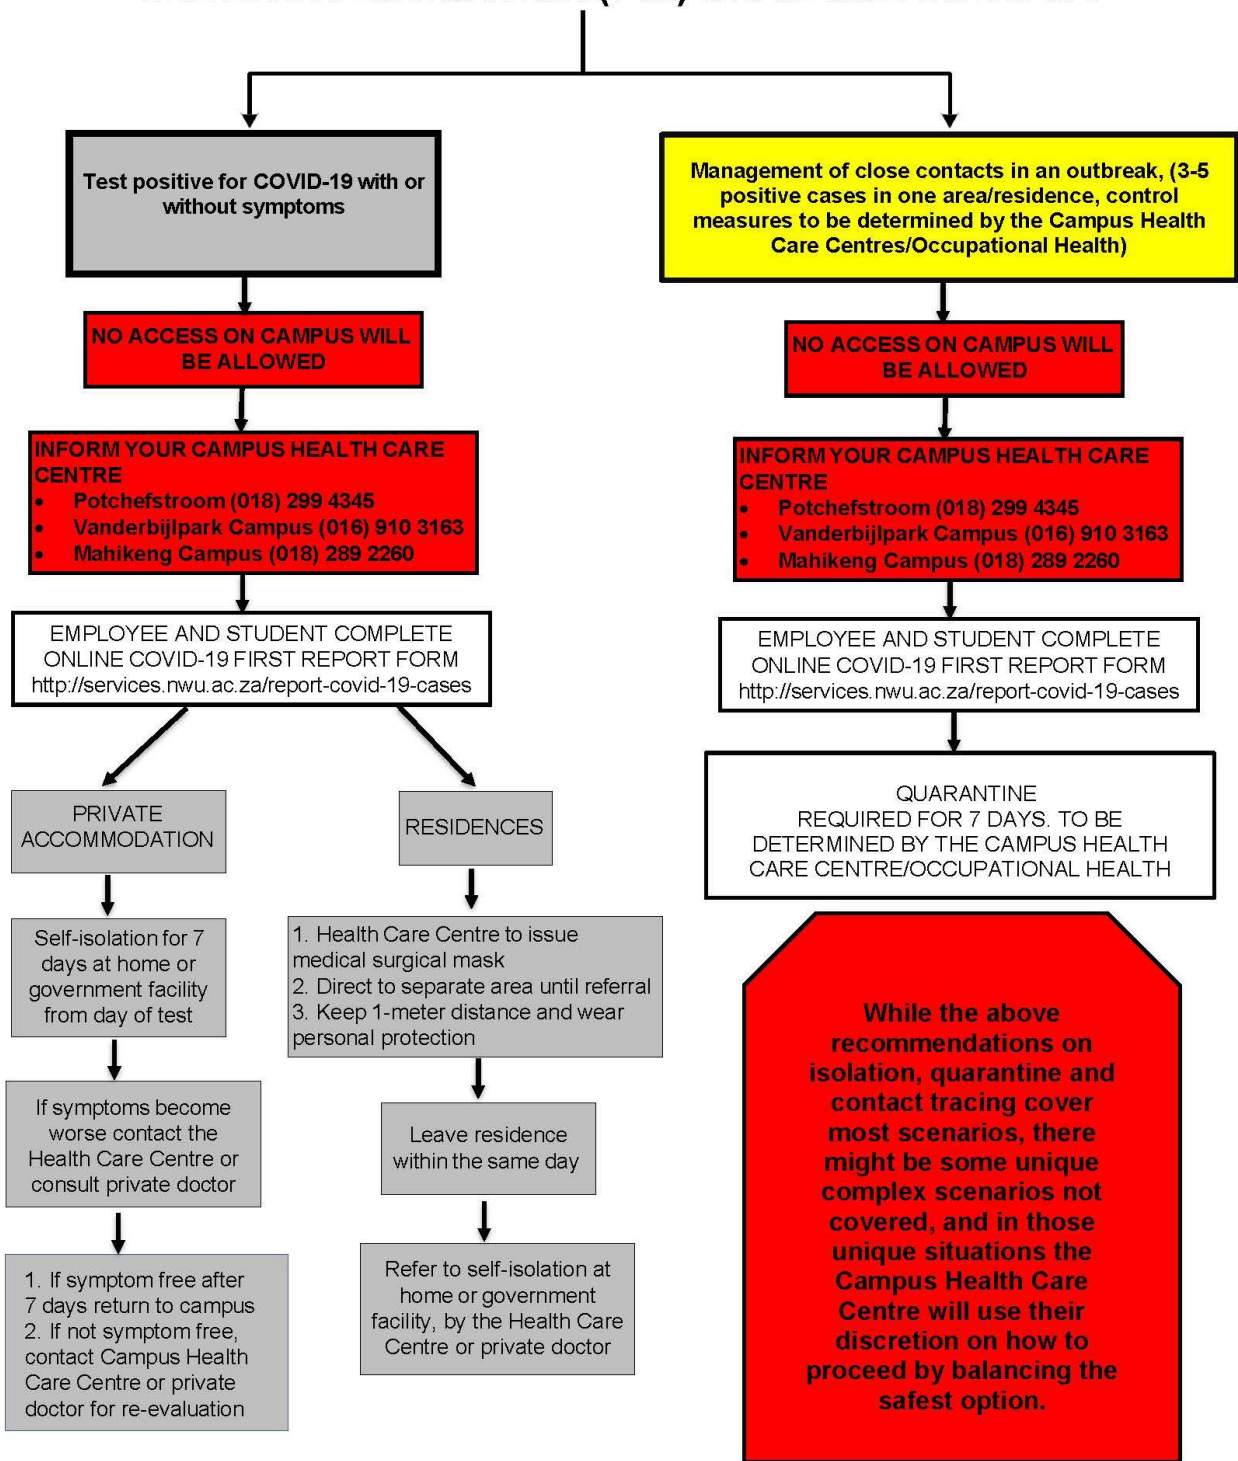 Test positive for COVID-19 with or
without symptoms
NO ACCESS ON CAMPUS WILL
BE ALLOWED
INFORM YOUR CAMPUS HEALTH CARE
CENTRE
• Potchefstroom (018) 299 4345
• Vanderbijlpark Campus (016) 910 3163
• Mahikeng Campus (018) 289 2260
EMPLOYEE AND STUDENT COMPLETE
ONLINE COVID-19 FIRST REPORT FORM
http://services.nwu.ac.za/report-covid-19-cases
PRIVATE
ACCOMMODATION
Self-isolation for 7
days at home or
government facility
from day of test
If symptoms become
worse contact the
Health Care Centre or
consult private doctor
1. If symptom free after
7 days return to campus
2. If not symptom free,
contact Campus Health
Care Centre or private
doctor for re-evaluation
RESIDENCES
1. Health Care Centre to issue
medical surgical mask
2. Direct to separate area until referral
3. Keep 1-meter distance and wear
personal protection
Leave residence
within the same day
Refer to self-isolation at
home or government
facility, by the Health Care
Centre or private doctor
Management of close contacts in an outbreak, (3-5
positive cases in one area/residence, control
measures to be determined by the Campus Health
Care Centres/Occupational Health)
NO ACCESS ON CAMPUS WILL
BE ALLOWED
INFORM YOUR CAMPUS HEALTH CARE
CENTRE
• Potchefstroom (018) 299 4345
• Vanderbijlpark Campus (016) 910 3163
• Mahikeng Campus (018) 289 2260
EMPLOYEE AND STUDENT COMPLETE
ONLINE COVID-19 FIRST REPORT FORM
http://services.nwu.ac.za/report-covid-19-cases
QUARANTINE
REQUIRED FOR 7 DAYS. TO BE
DETERMINED BY THE CAMPUS HEALTH
CARE CENTRE/OCCUPATIONAL HEALTH
While the above
recommendations on
isolation, quarantine and
contact tracing cover
most scenarios, there
might be some unique
complex scenarios not
covered, and in those
unique situations the
Campus Health Care
Centre will use their
discretion on how to
proceed by balancing the
safest option.